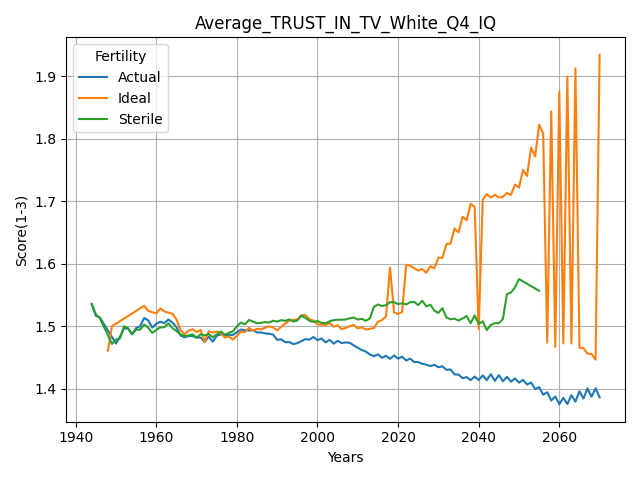 Average_TRUST_IN_TV_White_Q4_IQ
Fertility
Actual
Ideal
Sterile
Score(1-3)
1.9
1.8
1.7
1.6
1.5
1.4
1940
1960
1980
2000
2020
2040
2060
Years